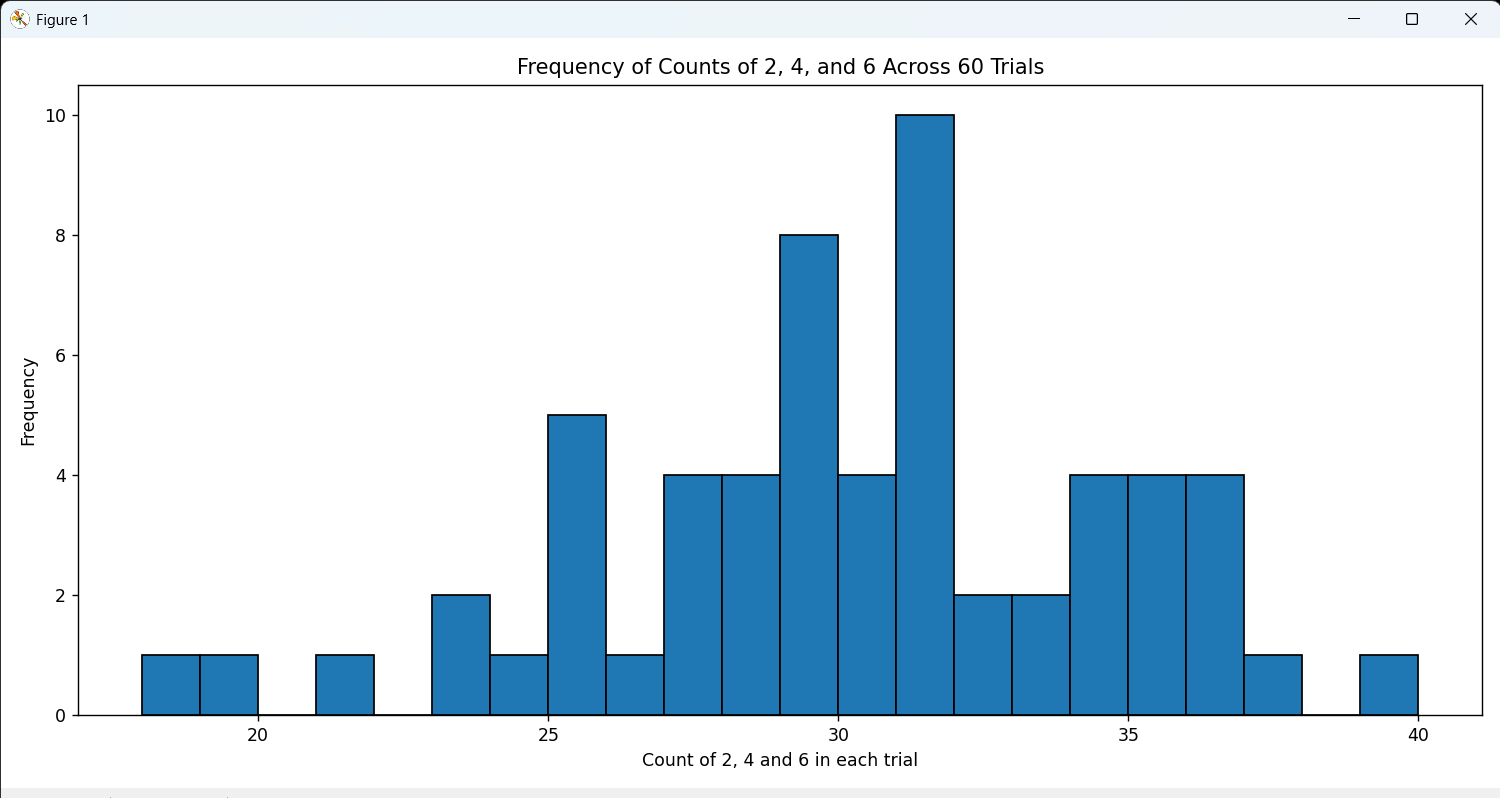 Figure 1
Frequency of Counts of 2, 4, and 6 Across 60 Trials
10
8
6
4
2
0
Frequency
20 25 30 35 40
Count of 2, 4 and 6 in each trial